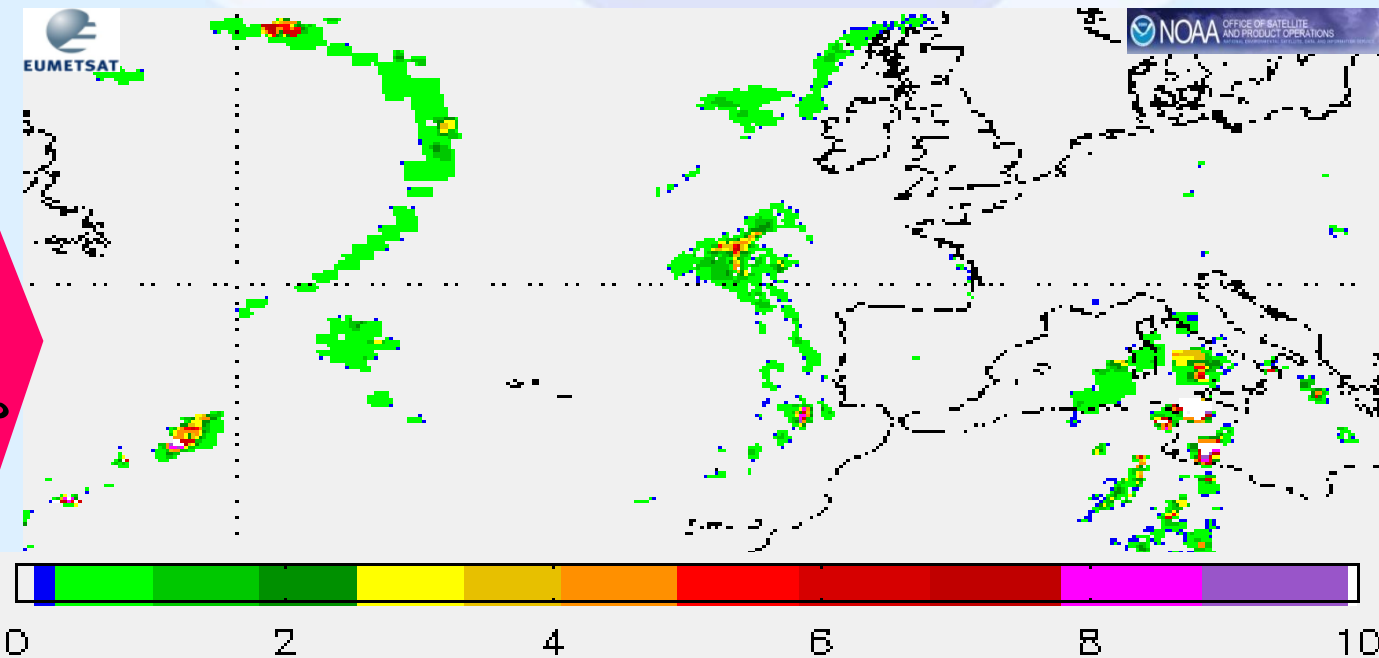 EUMETSAT
NOAA
OFFICE OF SATELLITE
AND PRODUCT OPERATIONS
0 2 4 6 8 10